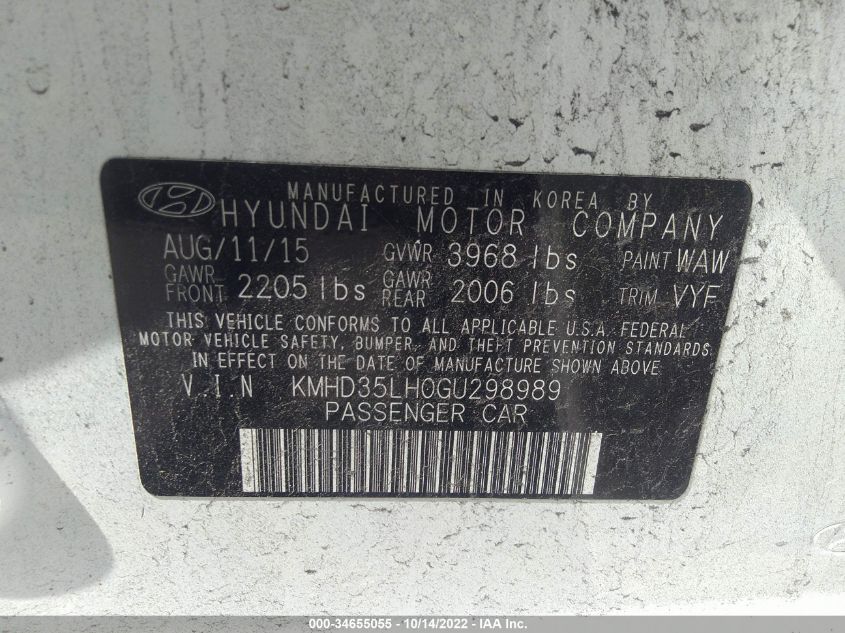 MANUFACTURED IN KOREA BY
HYUNDAI MOTOR COMPANY
AUG/11/15 GVWR 3968 lbs PAINT WAW
GAWR FRONT 2205 lbs GAWR REAR 2006 lbs TRIM VYF
THIS VEHICLE CONFORMS TO ALL APPLICABLE U.S.A. FEDERAL
MOTOR VEHICLE SAFETY, BUMPER, AND THEFT PREVENTION STANDARDS
IN EFFECT ON THE DATE OF MANUFACTURE SHOWN ABOVE
V.I.N KMHD35LH0GU298989
PASSENGER CAR
000-34655055 - 10/14/2022 - IAA Inc.